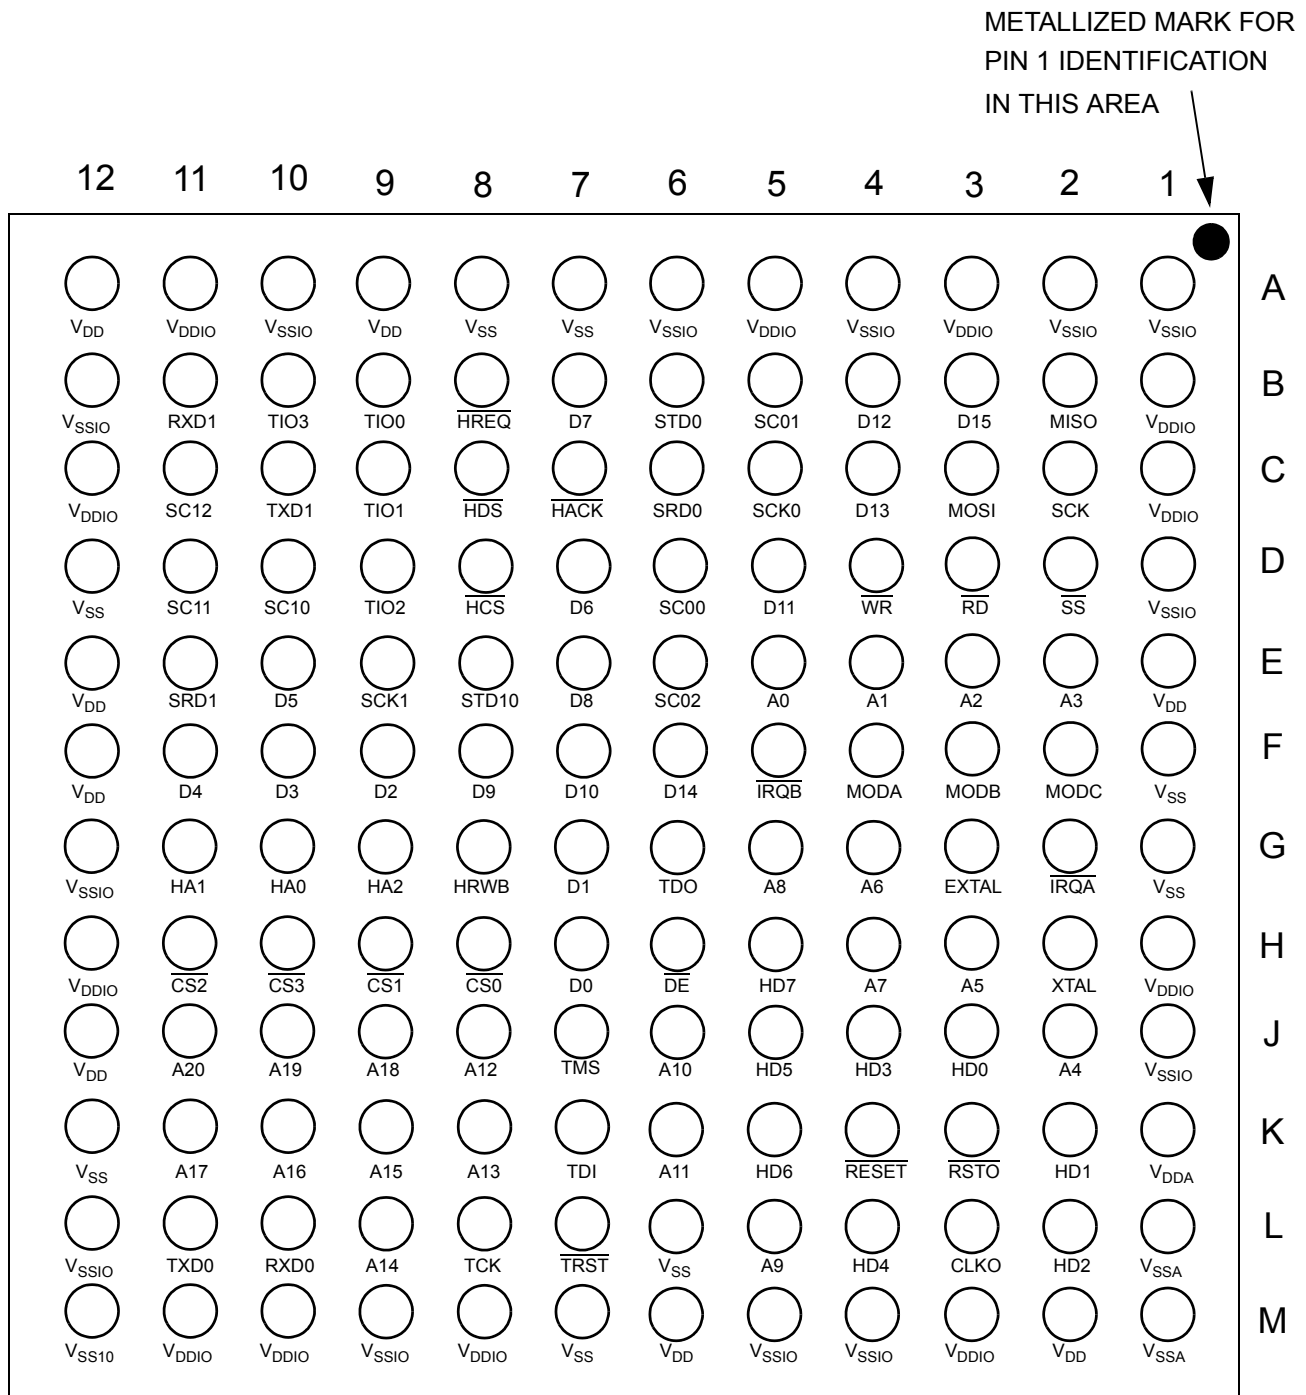 METALLIZED MARK FOR
PIN 1 IDENTIFICATION
IN THIS AREA
12 11 10 9 8 7 6 5 4 3 2 1
A
VDD VDDIO VSSIO VDD VSS VSS VSSIO VDDIO VSSIO VDDIO VSSIO VSSIO
B
VSSIO RXD1 TIO3 TIO0 HREQ D7 STD0 SC01 D12 D15 MISO VDDIO
C
VDDIO SC12 TXD1 TIO1 HDS HACK SRD0 SCK0 D13 MOSI SCK VDDIO
D
VSS SC11 SC10 TIO2 HCS D6 SC00 D11 WR RD SS VSSIO
E
VDD SRD1 D5 SCK1 STD10 D8 SC02 A0 A1 A2 A3 VDD
F
VDD D4 D3 D2 D9 D10 D14 IRQB MODA MODB MODC VSS
G
VSSIO HA1 HA0 HA2 HRWB D1 TDO A8 A6 EXTAL IRQA VSS
H
VDDIO CS2 CS3 CS1 CS0 D0 DE HD7 A7 A5 XTAL VDDIO
J
VDD A20 A19 A18 A12 TMS A10 HD5 HD3 HD0 A4 VSSIO
K
VSS A17 A16 A15 A13 TDI A11 HD6 RESET RSTO HD1 VDDA
L
VSSIO TXD0 RXD0 A14 TCK TRST VSS A9 HD4 CLKO HD2 VSSA
M
VSS10 VDDIO VDDIO VSSIO VDDIO VSS VDD VSSIO VSSIO VDDIO VDD VSSA